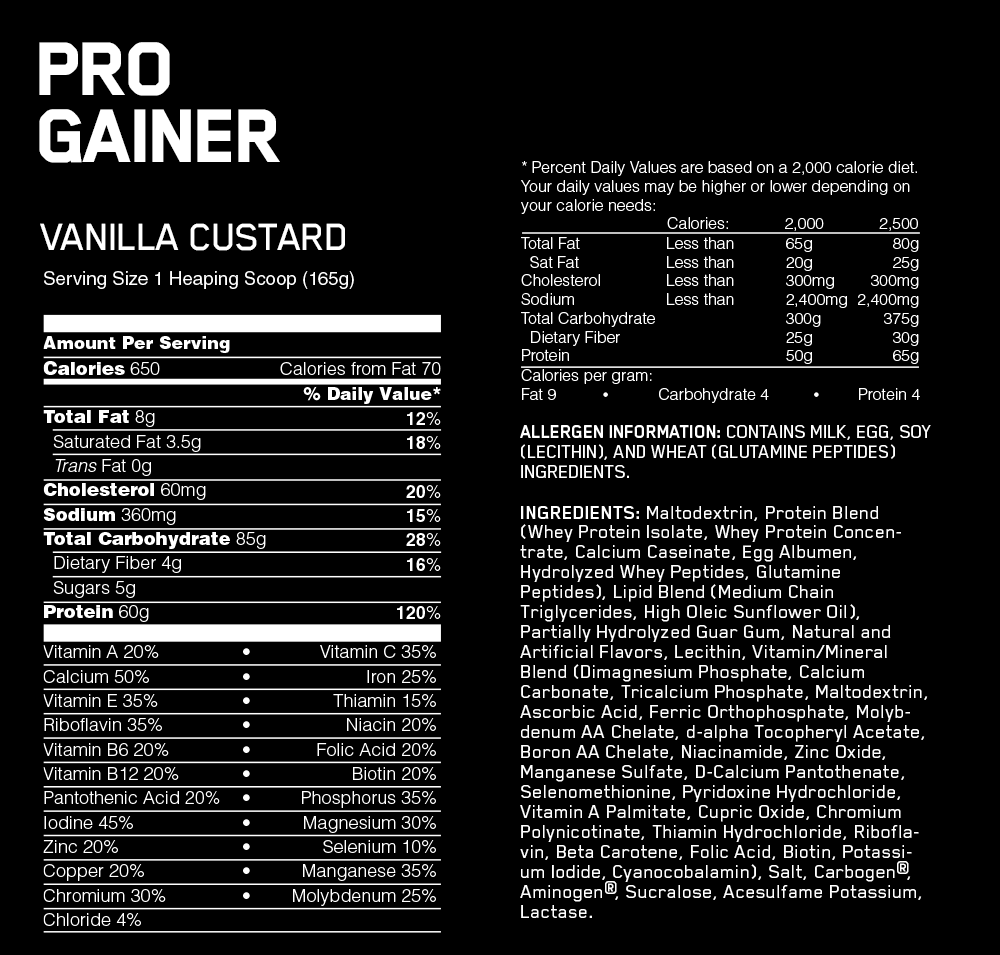 PRO
GAINER
VANILLA CUSTARD
Serving Size 1 Heaping Scoop (165g)
Amount Per Serving
Calories 650 Calories from Fat 70
% Daily Value*
Total Fat 8g 12%
Saturated Fat 3.5g 18%
Trans Fat 0g
Cholesterol 60mg 20%
Sodium 360mg 15%
Total Carbohydrate 85g 28%
Dietary Fiber 4g 16%
Sugars 5g
Protein 60g 120%
Vitamin A 20% • Vitamin C 35%
Calcium 50% • Iron 25%
Vitamin E 35% • Thiamin 15%
Riboflavin 35% • Niacin 20%
Vitamin B6 20% • Folic Acid 20%
Vitamin B12 20% • Biotin 20%
Pantothenic Acid 20% • Phosphorus 35%
Iodine 45% • Magnesium 30%
Zinc 20% • Selenium 10%
Copper 20% • Manganese 35%
Chromium 30% • Molybdenum 25%
Chloride 4%
* Percent Daily Values are based on a 2,000 calorie diet.
Your daily values may be higher or lower depending on
your calorie needs:
Calories: 2,000 2,500
Total Fat Less than 65g 80g
Sat Fat Less than 20g 25g
Cholesterol Less than 300mg 300mg
Sodium Less than 2,400mg 2,400mg
Total Carbohydrate 300g 375g
Dietary Fiber 25g 30g
Protein 50g 65g
Calories per gram:
Fat 9 • Carbohydrate 4 • Protein 4
ALLERGEN INFORMATION: CONTAINS MILK, EGG, SOY
(LECITHIN), AND WHEAT (GLUTAMINE PEPTIDES)
INGREDIENTS.
INGREDIENTS: Maltodextrin, Protein Blend
(Whey Protein Isolate, Whey Protein Concen-
trate, Calcium Caseinate, Egg Albumen,
Hydrolyzed Whey Peptides, Glutamine
Peptides), Lipid Blend (Medium Chain
Triglycerides, High Oleic Sunflower Oil),
Partially Hydrolyzed Guar Gum, Natural and
Artificial Flavors, Lecithin, Vitamin/Mineral
Blend (Dimagnesium Phosphate, Calcium
Carbonate, Tricalcium Phosphate, Maltodextrin,
Ascorbic Acid, Ferric Orthophosphate, Molyb-
denum AA Chelate, d-alpha Tocopheryl Acetate,
Boron AA Chelate, Niacinamide, Zinc Oxide,
Manganese Sulfate, D-Calcium Pantothenate,
Selenomethionine, Pyridoxine Hydrochloride,
Vitamin A Palmitate, Cupric Oxide, Chromium
Polynicotinate, Thiamin Hydrochloride, Ribofla-
vin, Beta Carotene, Folic Acid, Biotin, Potassi-
um Iodide, Cyanocobalamin), Salt, Carbogen®,
Aminogen®, Sucralose, Acesulfame Potassium,
Lactase.